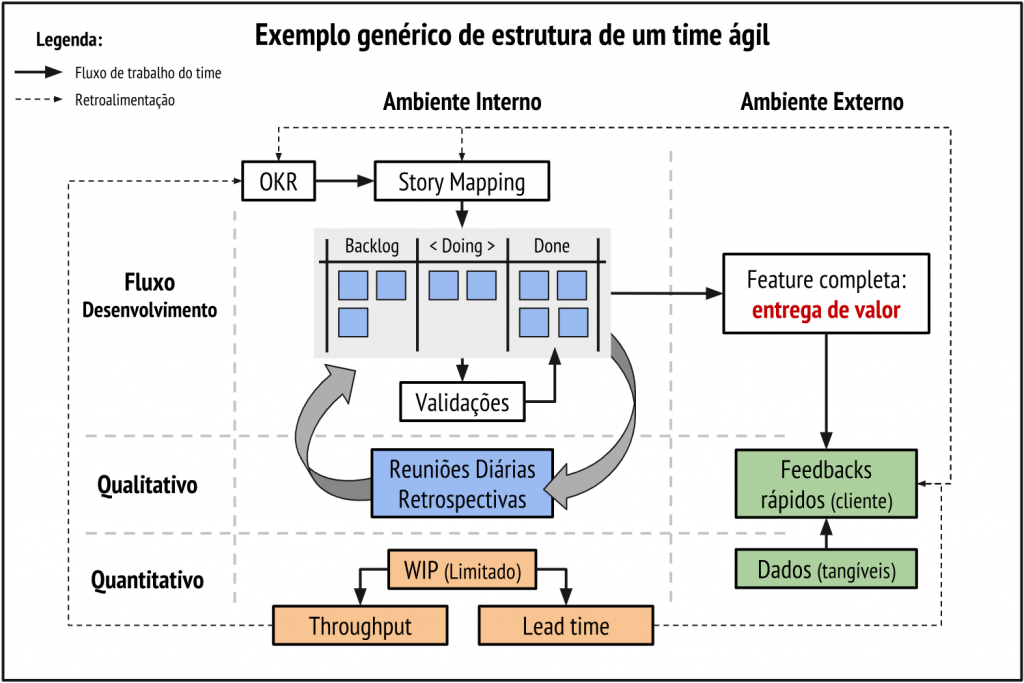 Exemplo genérico de estrutura de um time ágil
Legenda:
Fluxo de trabalho do time
Retroalimentação
Ambiente Interno
Ambiente Externo
OKR
Story Mapping
Backlog
< Doing >
Done
Fluxo
Desenvolvimento
Feature completa:
entrega de valor
Validações
Qualitativo
Reuniões Diárias
Retrospectivas
Feedbacks
rápidos (cliente)
Quantitativo
WIP (Limitado)
Dados (tangíveis)
Throughput
Lead time